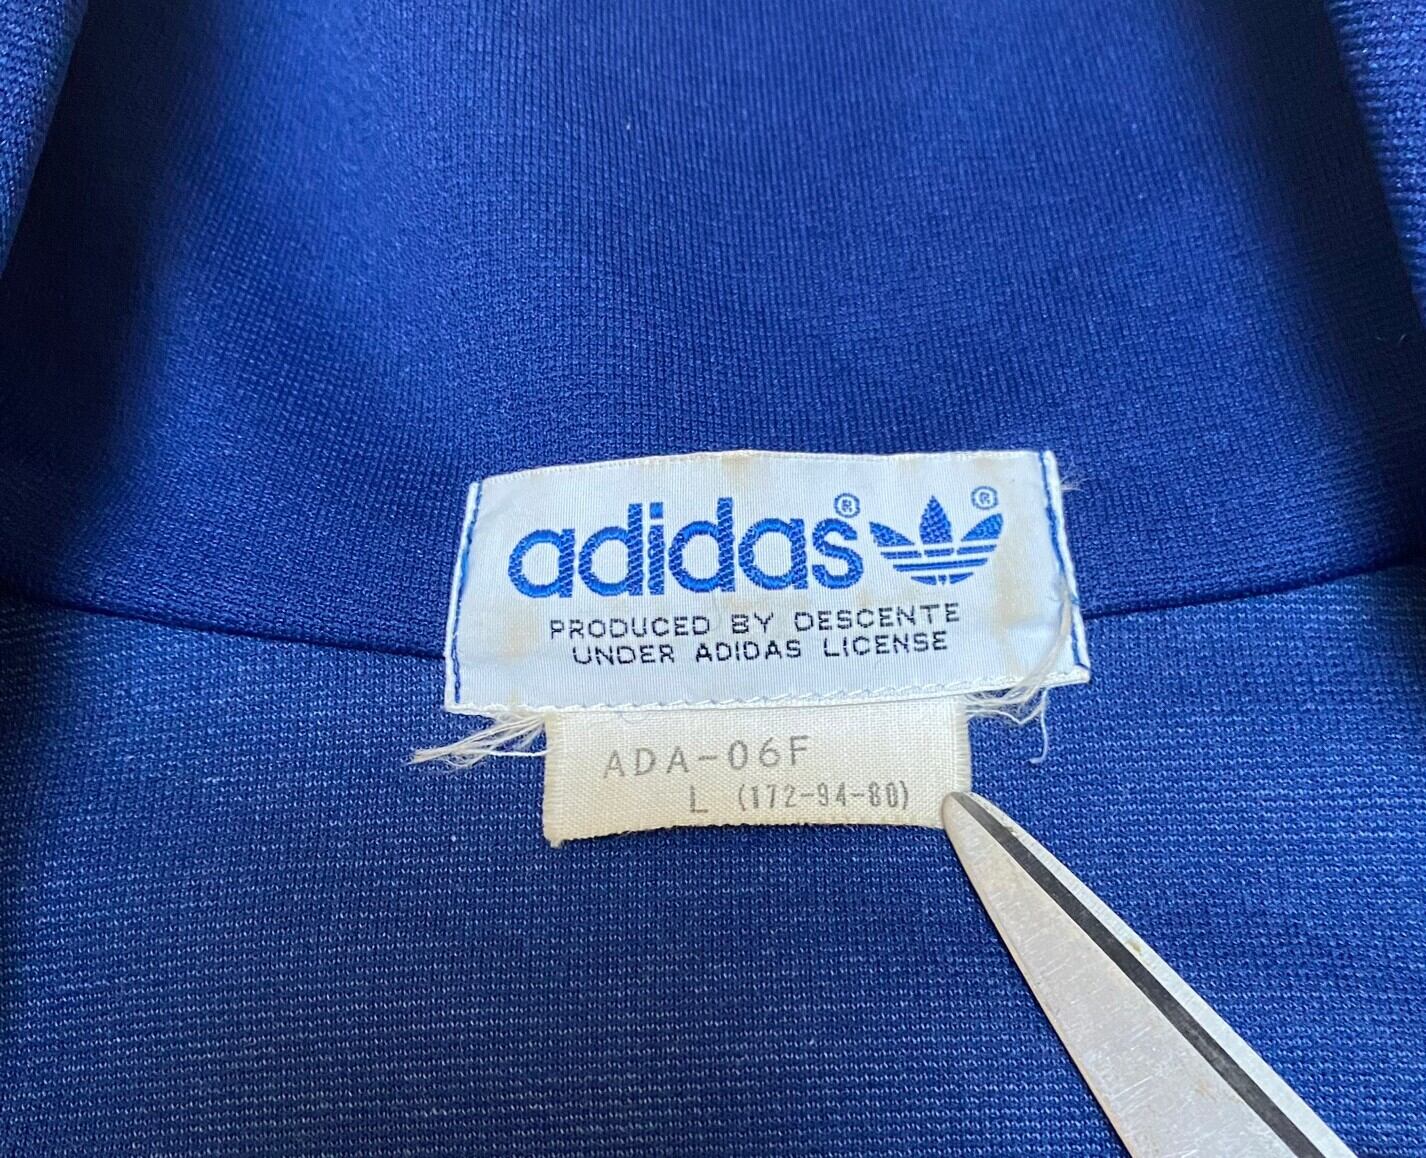 adidas® ®
PRODUCED BY DESCENTE
UNDER ADIDAS LICENSE
ADA-06F
L (172-94-80)